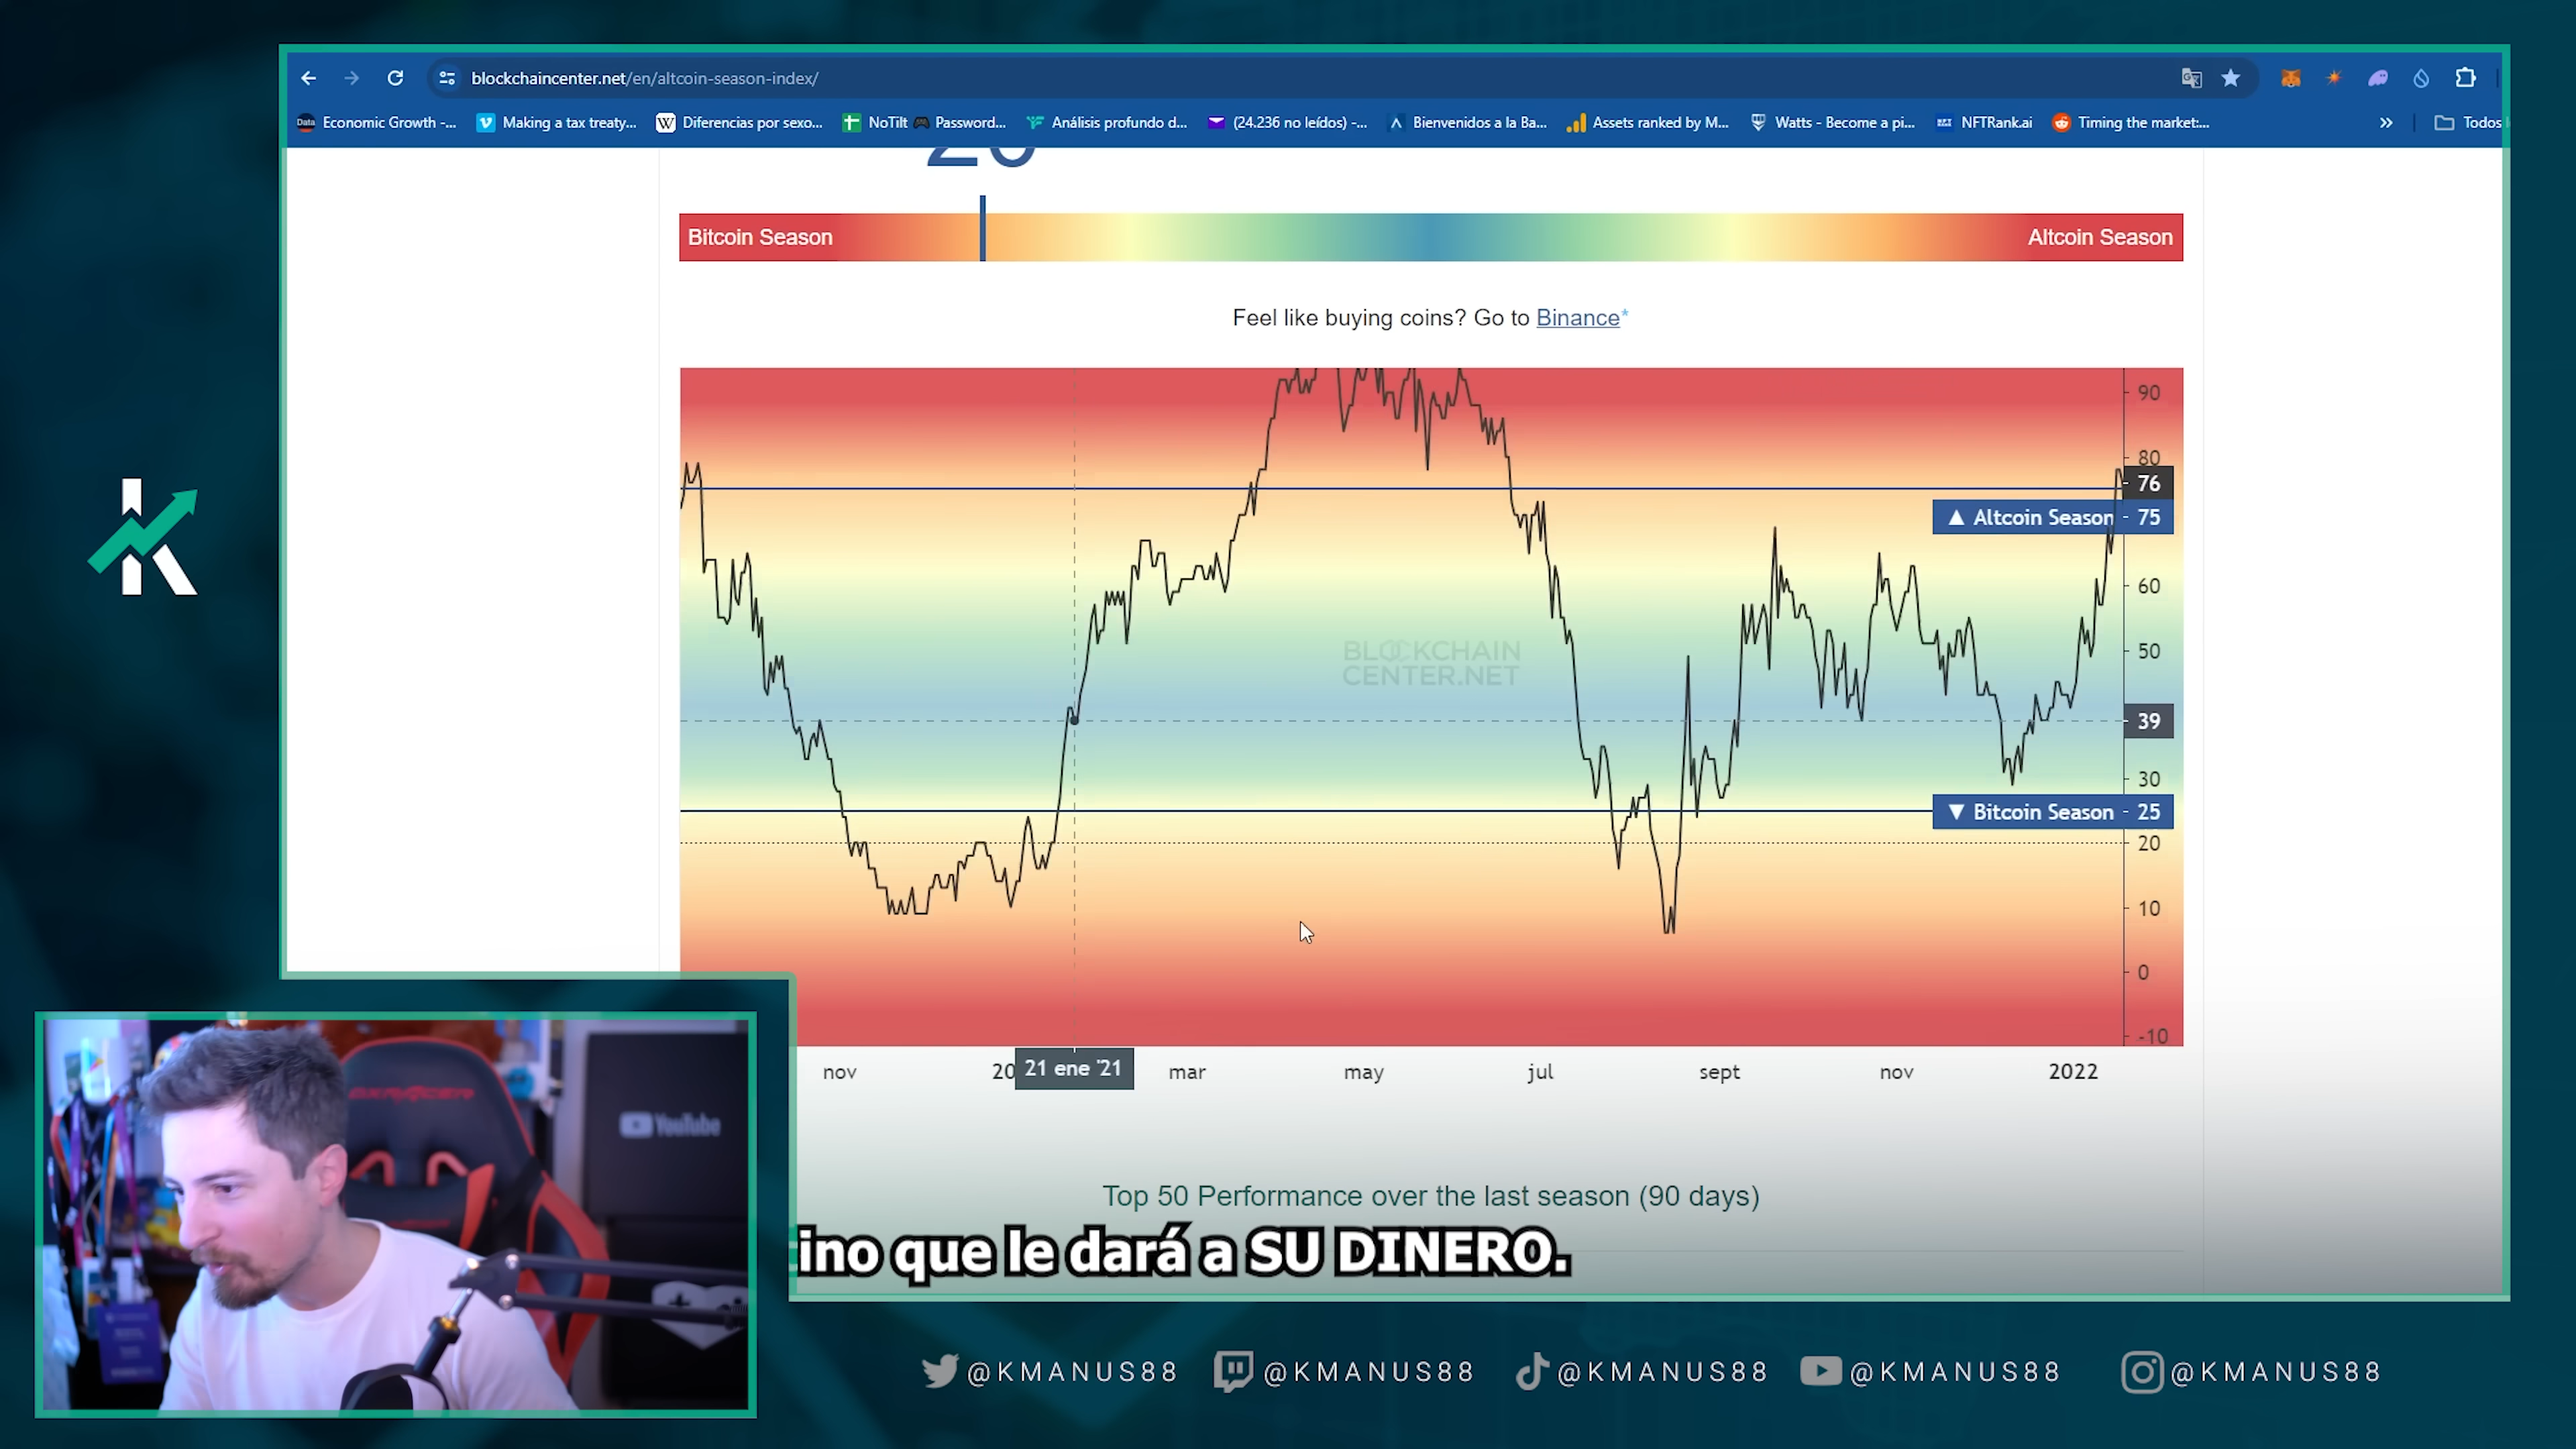 blockchaincenter.net/en/altcoin-season-index/
Economic Growth -... Making a tax treaty... Diferencias por sexo... NoTilt 🎮 Password... Análisis profundo d... (24.236 no leídos) -... Bienvenidos a la Ba... Assets ranked by M... Watts - Become a pi... NFTRank.ai Timing the market:... » Todos
Bitcoin Season Altcoin Season
Feel like buying coins? Go to Binance*
90
80
76
▲ Altcoin Season - 75
60
BLOCKCHAIN
CENTER.NET
50
39
30
▼ Bitcoin Season - 25
20
10
0
-10
nov 20 21 ene '21 mar may jul sept nov 2022
Top 50 Performance over the last season (90 days)
ino que le dará a SU DINERO.
YouTube
@KMANUS88 @KMANUS88 @KMANUS88 @KMANUS88 @KMANUS88